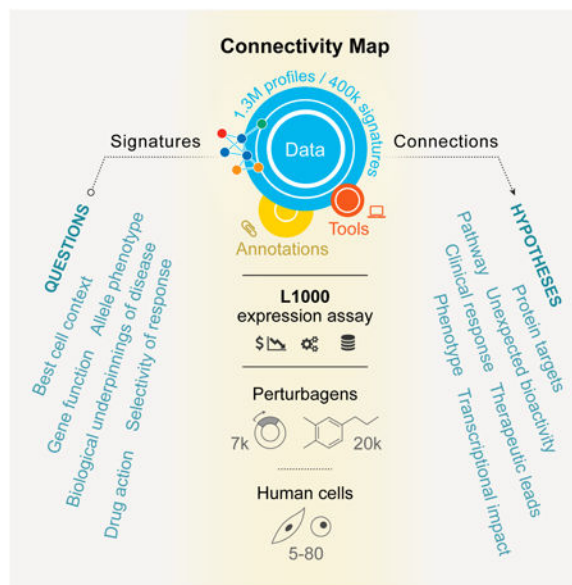 Connectivity Map
1.3M profiles / 400k signatures
Signatures
Data
Connections
Annotations
Tools
QUESTIONS
Best cell context
Allele phenotype
Gene function
Biological underpinnings of disease
Selectivity of response
Drug action
L1000
expression assay
$
Perturbagens
7k
20k
Human cells
5-80
HYPOTHESES
Protein targets
Pathway
Unexpected bioactivity
Clinical response
Therapeutic leads
Phenotype
Transcriptional impact